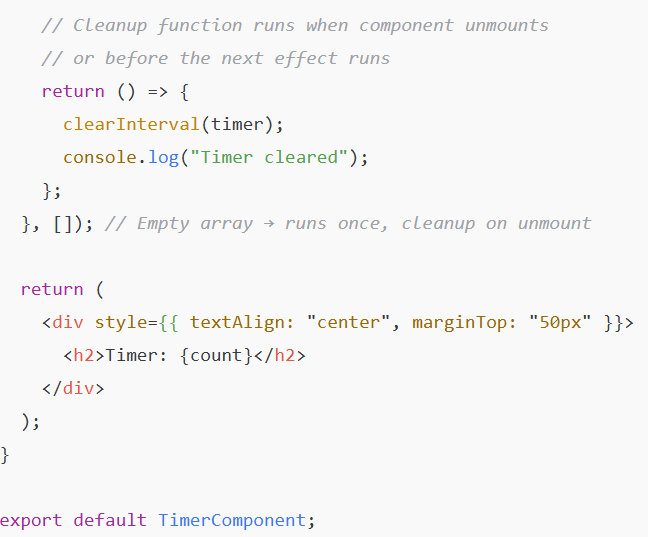 // Cleanup function runs when component unmounts
// or before the next effect runs
return () => {
clearInterval(timer);
console.log("Timer cleared");
};
}, []); // Empty array → runs once, cleanup on unmount
return (
<div style={{ textAlign: "center", marginTop: "50px" }}>
<h2>Timer: {count}</h2>
</div>
);
}
export default TimerComponent;